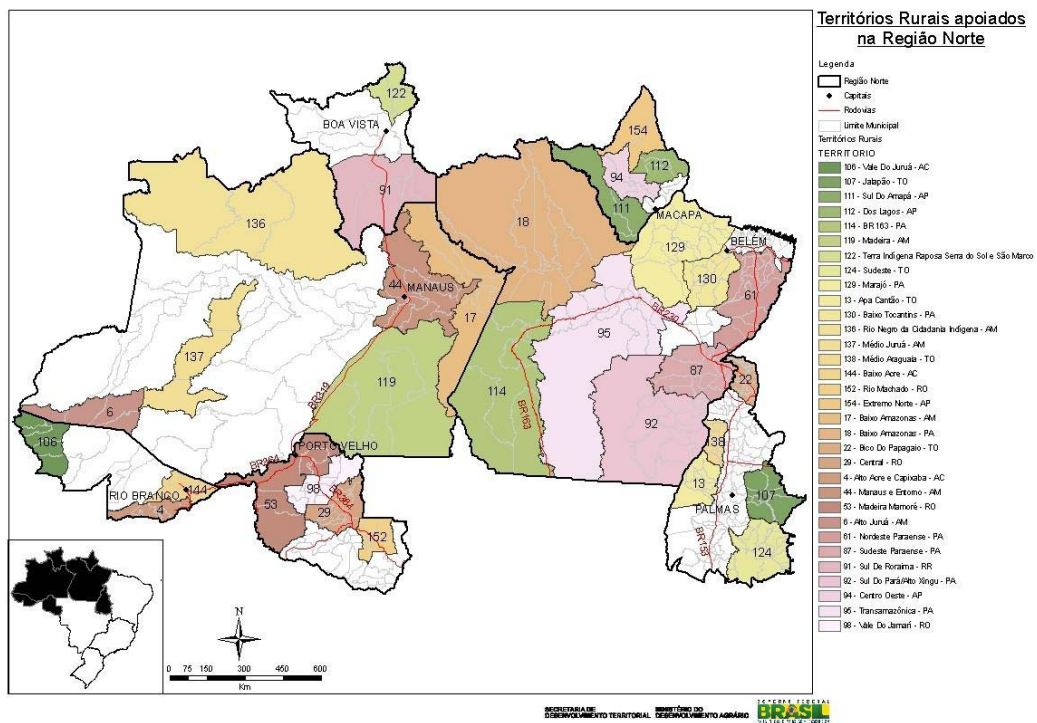 Territórios Rurais apoiados
na Região Norte
Legenda
Região Norte
Capitais
Rodovias
Limite Municipal
Territórios Rurais
TERRITORIO
106 - Vale Do Juruá - AC
107 - Jalapão - TO
111 - Sul Do Amapá - AP
112 - Dos Lagos - AP
114 - BR 163 - PA
119 - Madeira - AM
122 - Terra Indígena Raposa Serra do Sol e São Marco
124 - Sudeste - TO
129 - Marajó - PA
13 - Apa Cantão - TO
130 - Baixo Tocantins - PA
136 - Rio Negro da Cidadania Indígena - AM
137 - Médio Juruá - AM
138 - Médio Araguaia - TO
144 - Baixo Acre - AC
152 - Rio Machado - RO
154 - Extremo Norte - AP
17 - Baixo Amazonas - AM
18 - Baixo Amazonas - PA
22 - Bico Do Papagaio - TO
29 - Central - RO
4 - Alto Acre e Capixaba - AC
44 - Manaus e Entorno - AM
53 - Madeira Mamoré - RO
6 - Alto Juruá - AM
61 - Nordeste Paraense - PA
87 - Sudeste Paraense - PA
91 - Sul De Roraima - RR
92 - Sul Do Pará/Alto Xingu - PA
94 - Centro Oeste - AP
95 - Transamazônica - PA
98 - Vale Do Jamari - RO
122
BOA VISTA
154
94
112
91
111
MACAPA
136
18
129
BELÉM
130
44
MANAUS
61
17
95
BR230
137
119
114
87
22
BR319
BR163
92
6
106
138
PORTO VELHO
BR364
13
107
RIO BRANCO
144
98
BR364
PALMAS
4
53
29
152
BR153
124
N
0 75 150 300 450 600
Km
SECRETARIA DE
DESENVOLVIMENTO TERRITORIAL
MINISTÉRIO DO
DESENVOLVIMENTO AGRÁRIO
GOVERNO FEDERAL
BRASIL